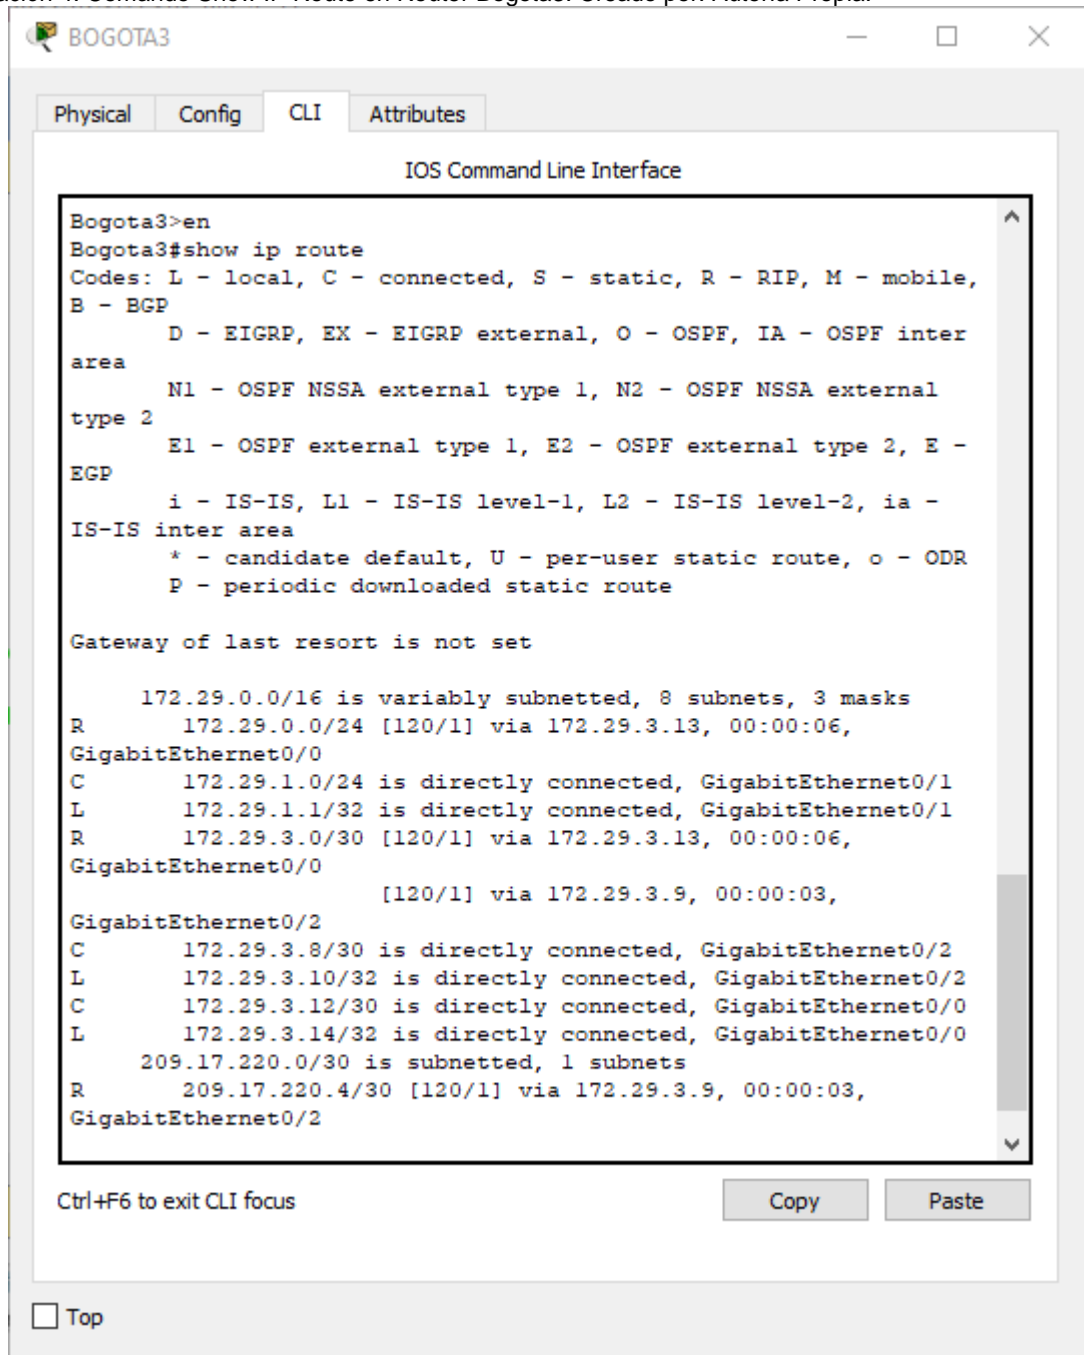 Comando Show IP Route en Router Bogota3. Creado por: Autoría Propia.
BOGOTA3
Physical Config CLI Attributes
IOS Command Line Interface
Bogota3>en
Bogota3#show ip route
Codes: L - local, C - connected, S - static, R - RIP, M - mobile,
B - BGP
D - EIGRP, EX - EIGRP external, O - OSPF, IA - OSPF inter
area
N1 - OSPF NSSA external type 1, N2 - OSPF NSSA external
type 2
E1 - OSPF external type 1, E2 - OSPF external type 2, E -
EGP
i - IS-IS, L1 - IS-IS level-1, L2 - IS-IS level-2, ia -
IS-IS inter area
* - candidate default, U - per-user static route, o - ODR
P - periodic downloaded static route
Gateway of last resort is not set
172.29.0.0/16 is variably subnetted, 8 subnets, 3 masks
R 172.29.0.0/24 [120/1] via 172.29.3.13, 00:00:06,
GigabitEthernet0/0
C 172.29.1.0/24 is directly connected, GigabitEthernet0/1
L 172.29.1.1/32 is directly connected, GigabitEthernet0/1
R 172.29.3.0/30 [120/1] via 172.29.3.13, 00:00:06,
GigabitEthernet0/0
[120/1] via 172.29.3.9, 00:00:03,
GigabitEthernet0/2
C 172.29.3.8/30 is directly connected, GigabitEthernet0/2
L 172.29.3.10/32 is directly connected, GigabitEthernet0/2
C 172.29.3.12/30 is directly connected, GigabitEthernet0/0
L 172.29.3.14/32 is directly connected, GigabitEthernet0/0
209.17.220.0/30 is subnetted, 1 subnets
R 209.17.220.4/30 [120/1] via 172.29.3.9, 00:00:03,
GigabitEthernet0/2
Ctrl+F6 to exit CLI focus
Copy Paste
Top